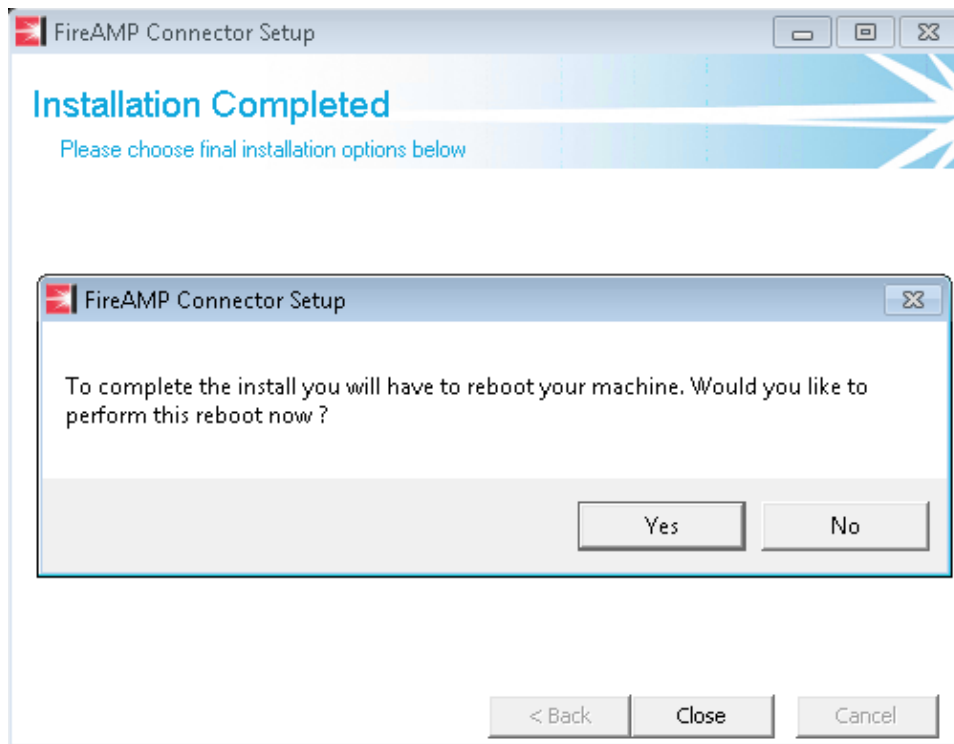 FireAMP Connector Setup
Installation Completed
Please choose final installation options below
FireAMP Connector Setup
To complete the install you will have to reboot your machine. Would you like to
perform this reboot now ?
Yes
No
< Back
Close
Cancel